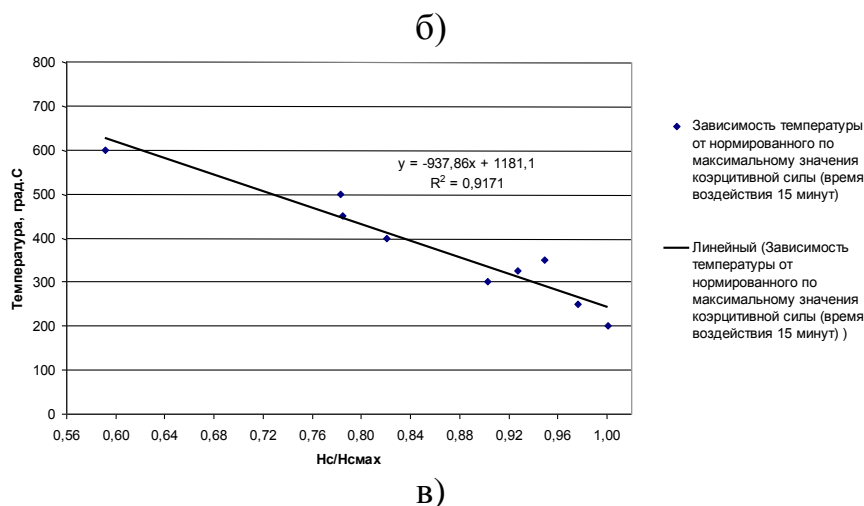 б)
800
700
600
500
400
300
200
100
0
Температура, град.С
y = -937,86x + 1181,1
R² = 0,9171
0,56 0,60 0,64 0,68 0,72 0,76 0,80 0,84 0,88 0,92 0,96 1,00
Hc/Hcмах
Зависимость температуры
от нормированного по
максимальному значения
коэрцитивной силы (время
воздействия 15 минут)
Линейный (Зависимость
температуры от
нормированного по
максимальному значения
коэрцитивной силы (время
воздействия 15 минут) )
в)